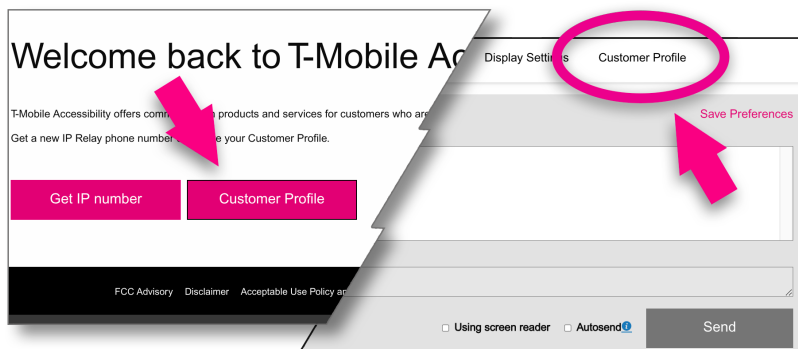 Welcome back to T-Mobile Ac
T-Mobile Accessibility offers products and services for customers who are
Get a new IP Relay phone number your Customer Profile.
Get IP number
Customer Profile
FCC Advisory Disclaimer Acceptable Use Policy an
Display Settings Customer Profile
Save Preferences
Using screen reader Autosend
Send